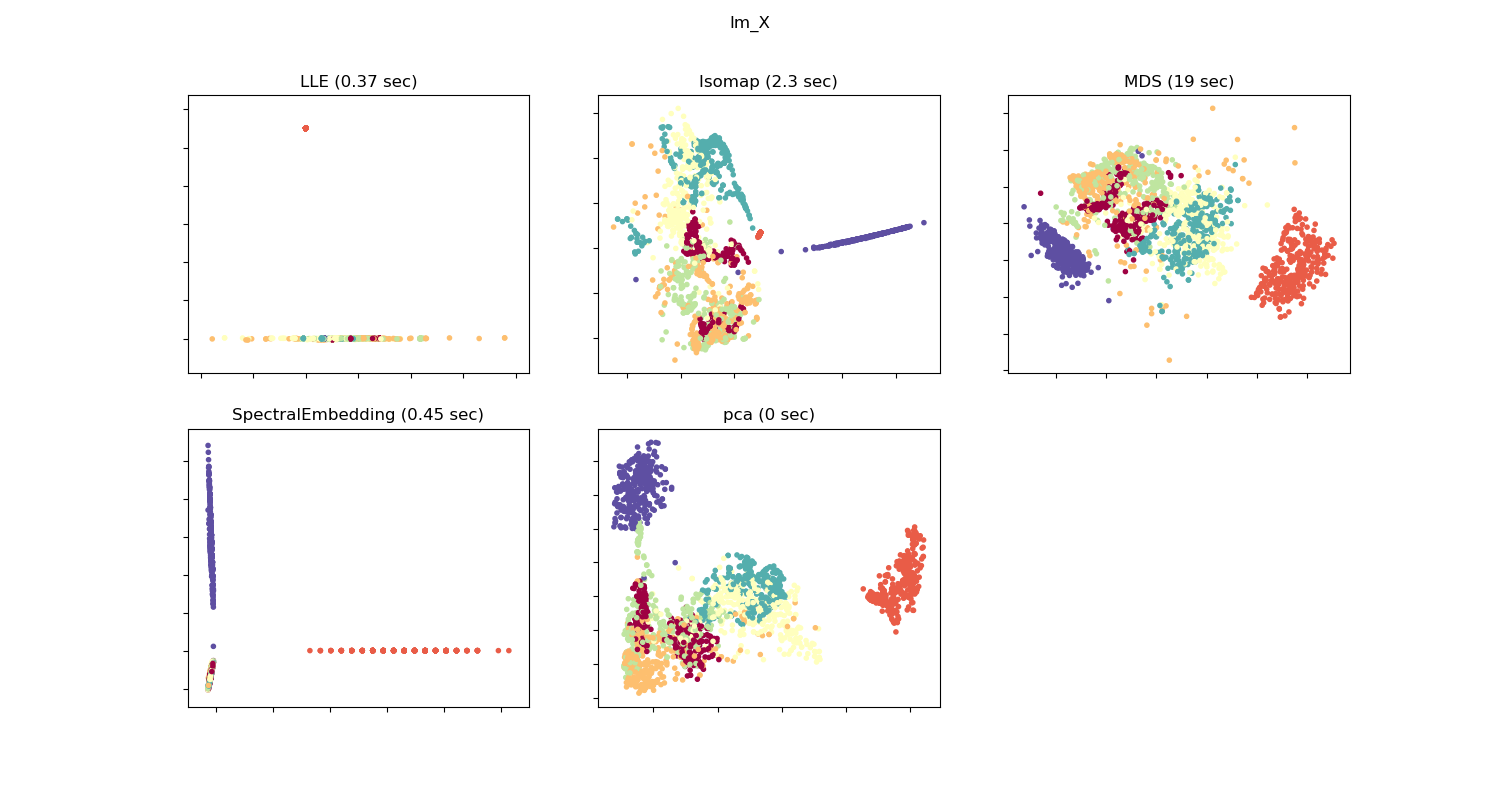 Im_X
LLE (0.37 sec)
Isomap (2.3 sec)
MDS (19 sec)
SpectralEmbedding (0.45 sec)
pca (0 sec)